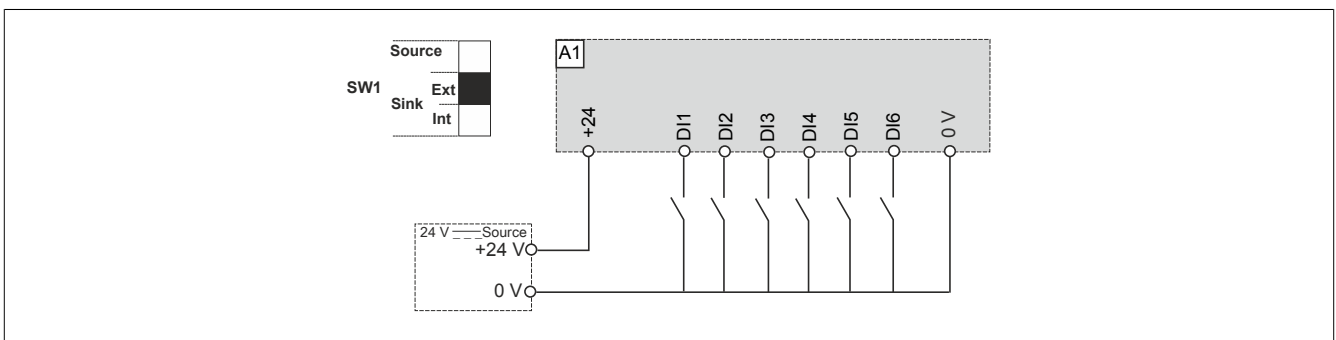 Source
SW1
Ext
Sink
Int
A1
+24
DI1
DI2
DI3
DI4
DI5
DI6
0 V
24 V Source
+24 V
0 V